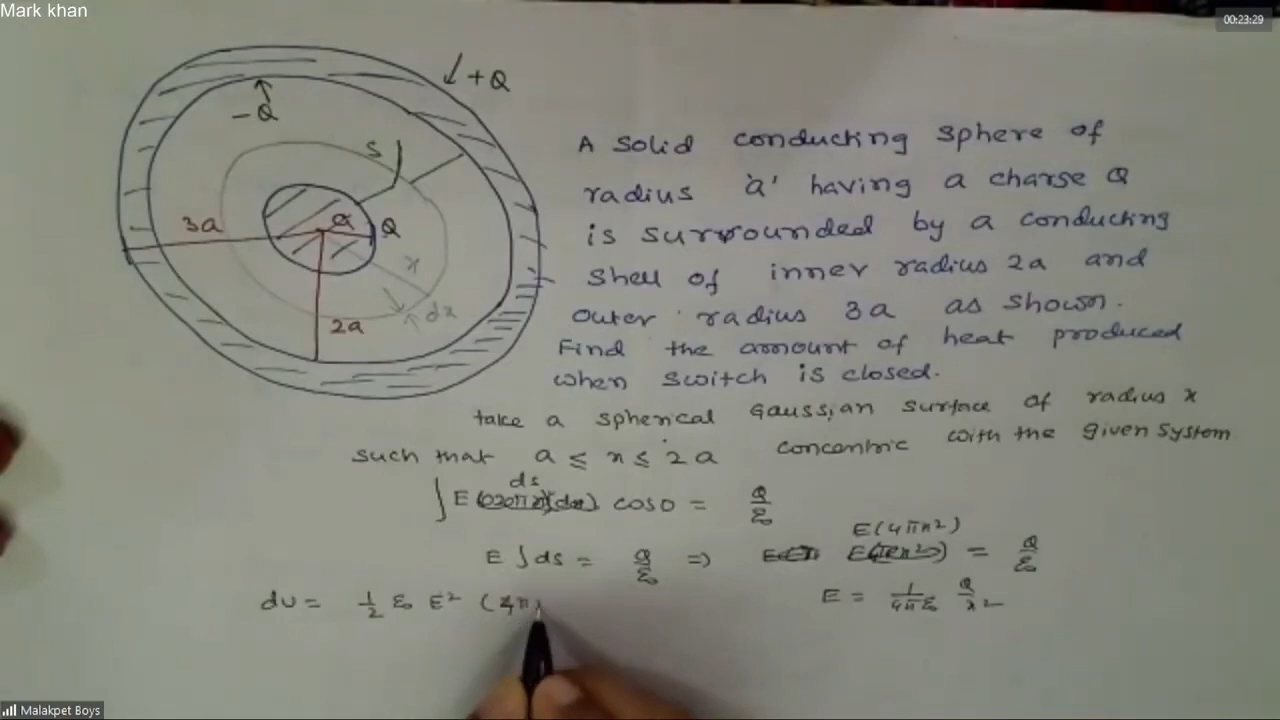 Mark khan
00:23:29
+Q
-Q
S
3a
a
Q
x
dx
2a
A solid conducting sphere of
radius 'a' having a charse Q
is surrounded by a conducting
shell of inner radius 2a and
outer radius 3a as shown.
Find the amount of heat produced
when switch is closed.
take a spherical Gaussian surface of radius x
such that a ≤ x ≤ 2a concentric with the given system
∫ E ds cos0 = Q/ε₀
E ∫ds = Q/ε₀ => E(4πx²) = Q/ε₀
dU = 1/2 ε₀ E² (4π
E = 1/4πε₀ Q/x²
Malakpet Boys